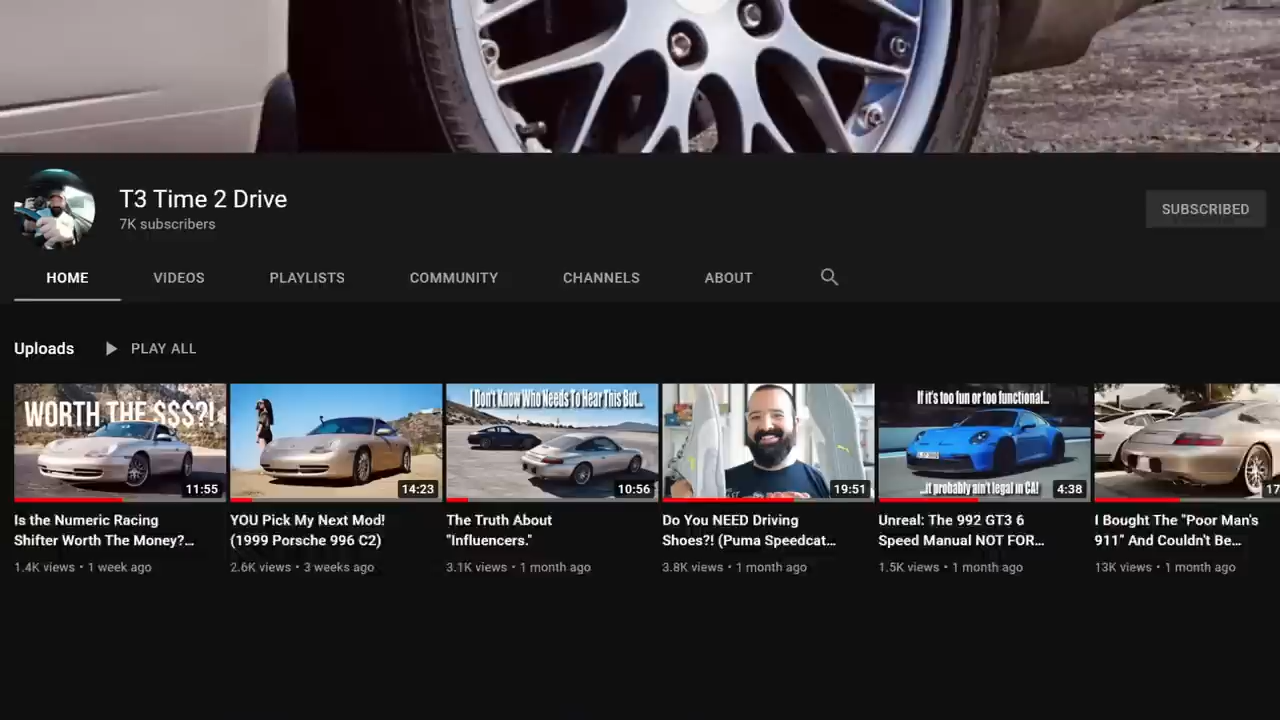 T3 Time 2 Drive
7K subscribers
SUBSCRIBED
HOME
VIDEOS
PLAYLISTS
COMMUNITY
CHANNELS
ABOUT
Uploads
PLAY ALL
WORTH THE $$$?!
11:55
Is the Numeric Racing
Shifter Worth The Money?...
1.4K views • 1 week ago
14:23
YOU Pick My Next Mod!
(1999 Porsche 996 C2)
2.6K views • 3 weeks ago
I Don't Know Who Needs To Hear This But...
10:56
The Truth About
"Influencers."
3.1K views • 1 month ago
19:51
Do You NEED Driving
Shoes?! (Puma Speedcat...
3.8K views • 1 month ago
If it's too fun or too functional...
...it probably ain't legal in CA!
4:38
Unreal: The 992 GT3 6
Speed Manual NOT FOR...
1.5K views • 1 month ago
17
I Bought The "Poor Man's
911" And Couldn't Be...
13K views • 1 month ago